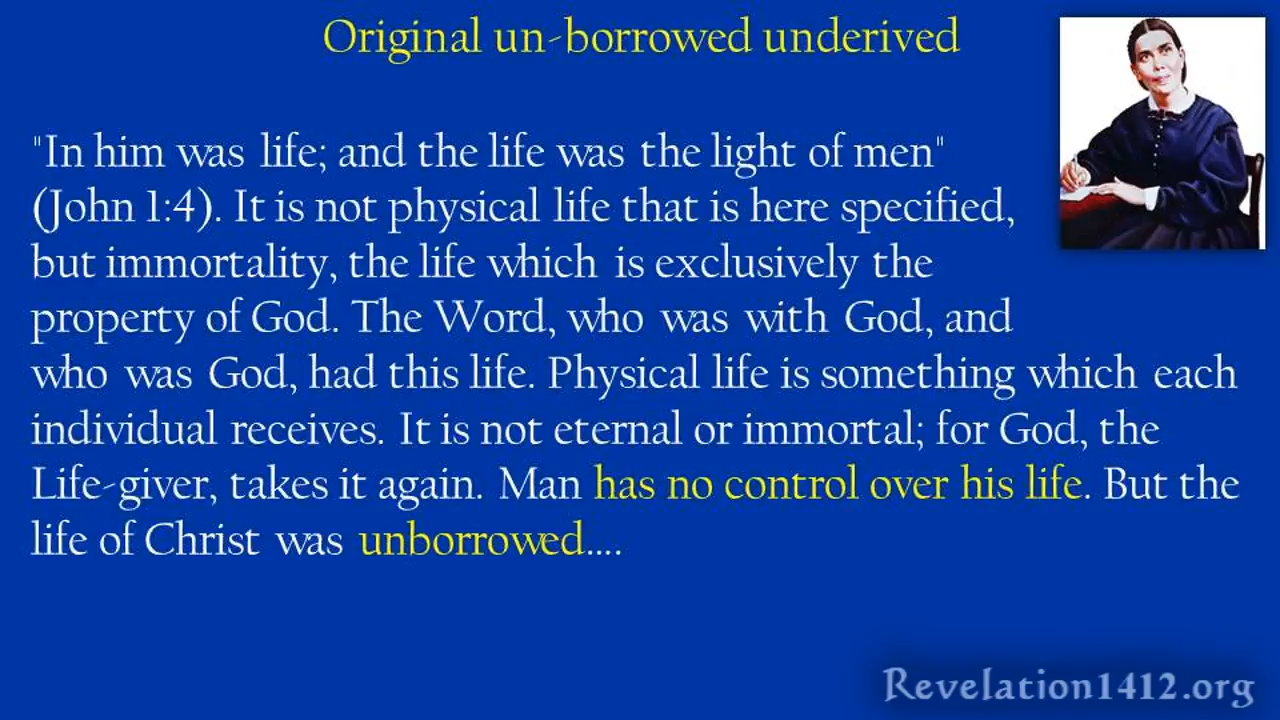 Original un-borrowed underived
"In him was life; and the life was the light of men"
(John 1:4). It is not physical life that is here specified,
but immortality, the life which is exclusively the
property of God. The Word, who was with God, and
who was God, had this life. Physical life is something which each
individual receives. It is not eternal or immortal; for God, the
Life-giver, takes it again. Man has no control over his life. But the
life of Christ was unborrowed....
Revelation1412.org